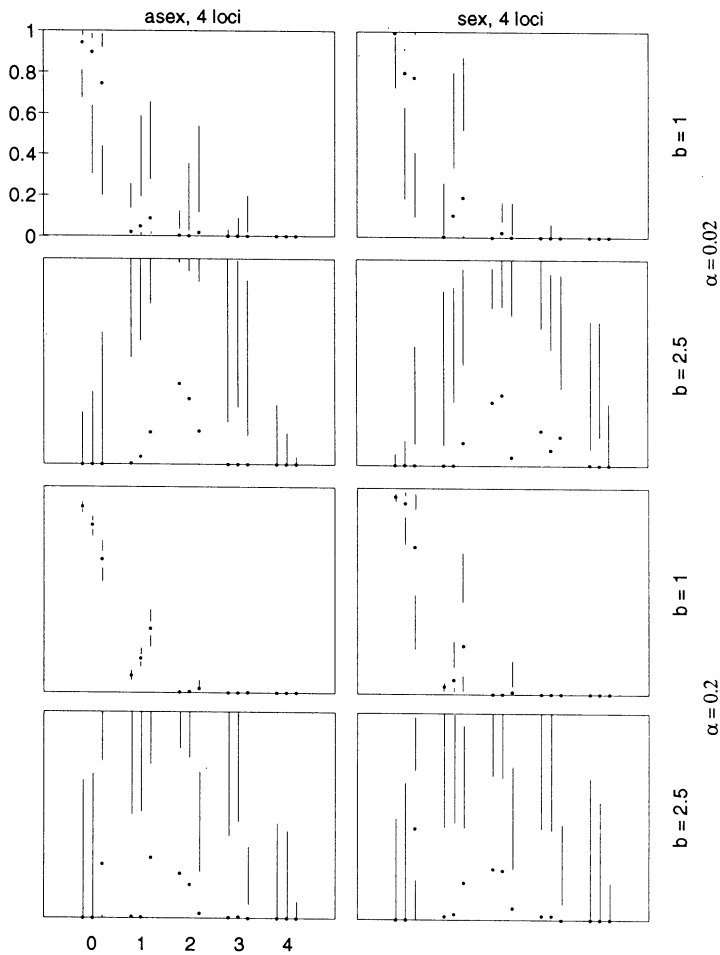 asex, 4 loci
sex, 4 loci
1
0.8
0.6
0.4
0.2
0
b = 1
α = 0.02
b = 2.5
b = 1
α = 0.2
b = 2.5
0 1 2 3 4